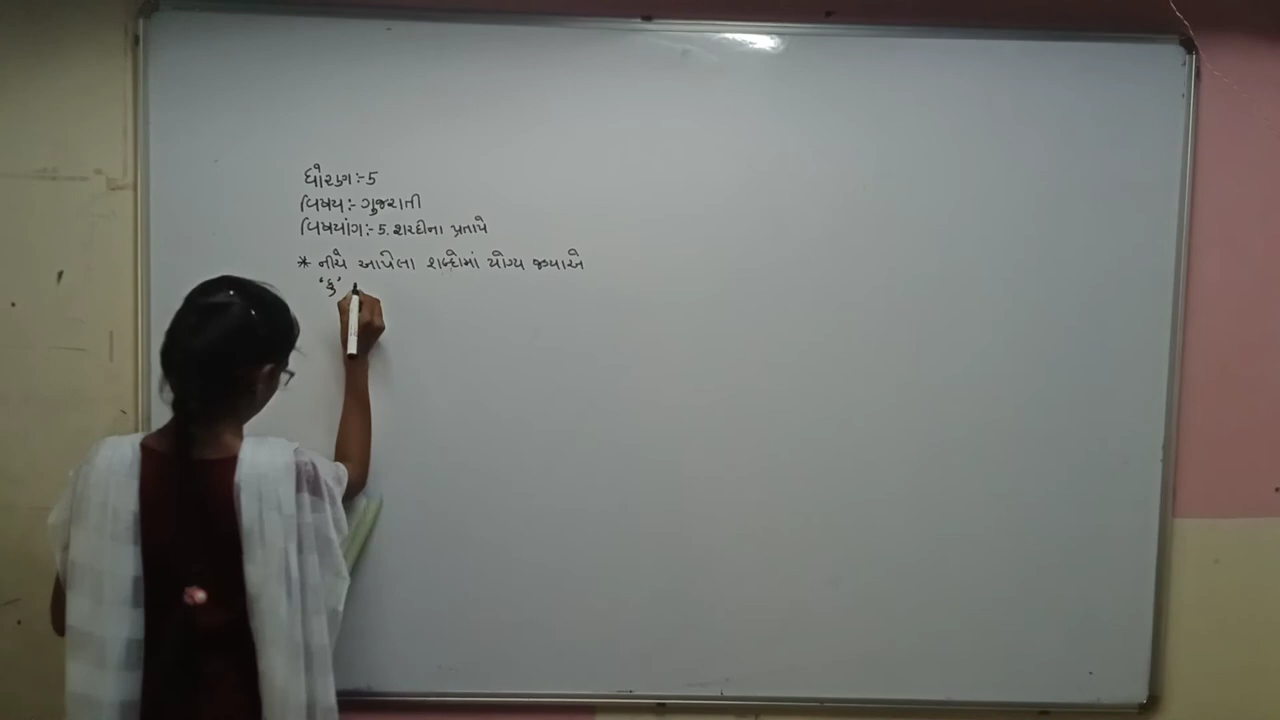 ધોરણ:-5
વિષય:- ગુજરાતી
વિષયાંગ:- 5. શરદીના પ્રતાપે
* નીચે આપેલા શબ્દોમાં યોગ્ય જગ્યાએ
'કુ'